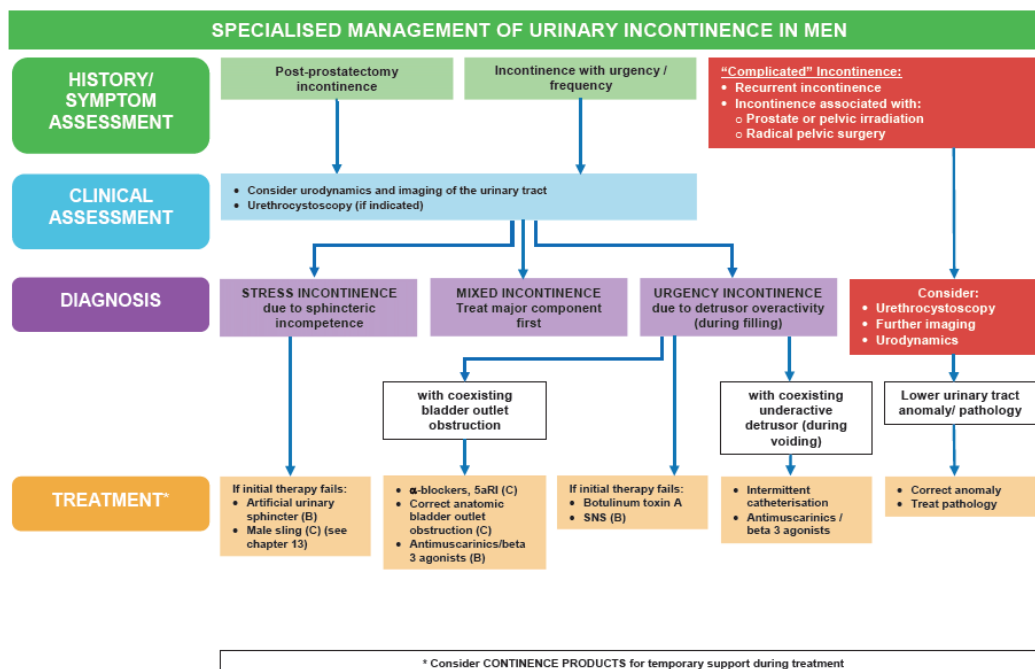 SPECIALISED MANAGEMENT OF URINARY INCONTINENCE IN MEN
HISTORY/
SYMPTOM
ASSESSMENT
Post-prostatectomy
incontinence
Incontinence with urgency /
frequency
“Complicated” Incontinence:
• Recurrent incontinence
• Incontinence associated with:
o Prostate or pelvic irradiation
o Radical pelvic surgery
CLINICAL
ASSESSMENT
• Consider urodynamics and imaging of the urinary tract
• Urethrocystoscopy (if indicated)
DIAGNOSIS
STRESS INCONTINENCE
due to sphincteric
incompetence
MIXED INCONTINENCE
Treat major component
first
URGENCY INCONTINENCE
due to detrusor overactivity
(during filling)
Consider:
• Urethrocystoscopy
• Further imaging
• Urodynamics
with coexisting
bladder outlet
obstruction
with coexisting
underactive
detrusor (during
voiding)
Lower urinary tract
anomaly/ pathology
TREATMENT*
If initial therapy fails:
• Artificial urinary
sphincter (B)
• Male sling (C) (see
chapter 13)
• α-blockers, 5aRI (C)
• Correct anatomic
bladder outlet
obstruction (C)
• Antimuscarinics/beta
3 agonists (B)
If initial therapy fails:
• Botulinum toxin A
• SNS (B)
• Intermittent
catheterisation
• Antimuscarinics /
beta 3 agonists
• Correct anomaly
• Treat pathology
* Consider CONTINENCE PRODUCTS for temporary support during treatment